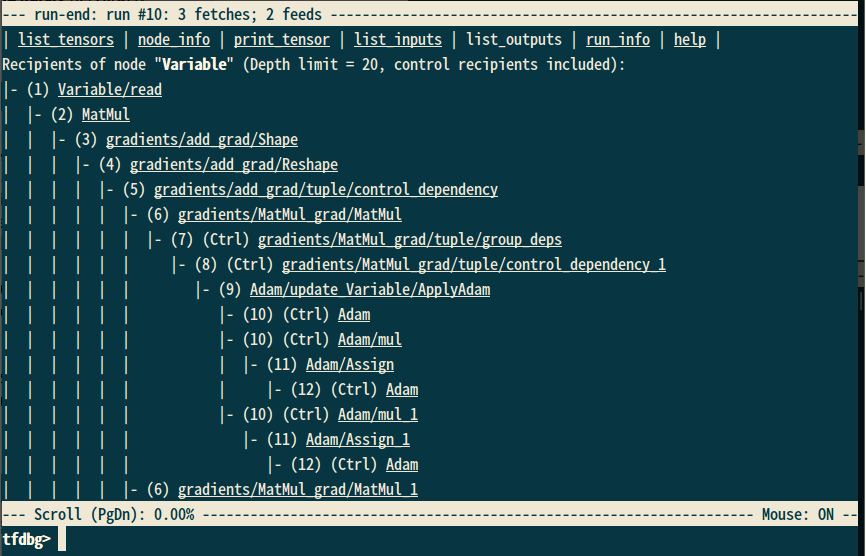 --- run-end: run #10: 3 fetches; 2 feeds ------------------------------------------------------------------
| list_tensors | node_info | print_tensor | list_inputs | list_outputs | run_info | help |
Recipients of node "Variable" (Depth limit = 20, control recipients included):
|- (1) Variable/read
|  |- (2) MatMul
|  |  |- (3) gradients/add_grad/Shape
|  |  |  |- (4) gradients/add_grad/Reshape
|  |  |  |  |- (5) gradients/add_grad/tuple/control_dependency
|  |  |  |  |  |- (6) gradients/MatMul_grad/MatMul
|  |  |  |  |  |  |- (7) (Ctrl) gradients/MatMul_grad/tuple/group_deps
|  |  |  |  |  |     |- (8) (Ctrl) gradients/MatMul_grad/tuple/control_dependency_1
|  |  |  |  |  |        |- (9) Adam/update_Variable/ApplyAdam
|  |  |  |  |  |           |- (10) (Ctrl) Adam
|  |  |  |  |  |           |- (10) (Ctrl) Adam/mul
|  |  |  |  |  |           |  |- (11) Adam/Assign
|  |  |  |  |  |           |     |- (12) (Ctrl) Adam
|  |  |  |  |  |           |- (10) (Ctrl) Adam/mul_1
|  |  |  |  |  |              |- (11) Adam/Assign_1
|  |  |  |  |  |                 |- (12) (Ctrl) Adam
|  |  |  |  |  |- (6) gradients/MatMul_grad/MatMul_1
--- Scroll (PgDn): 0.00% --------------------------------------------------------------------- Mouse: ON --
tfdbg>